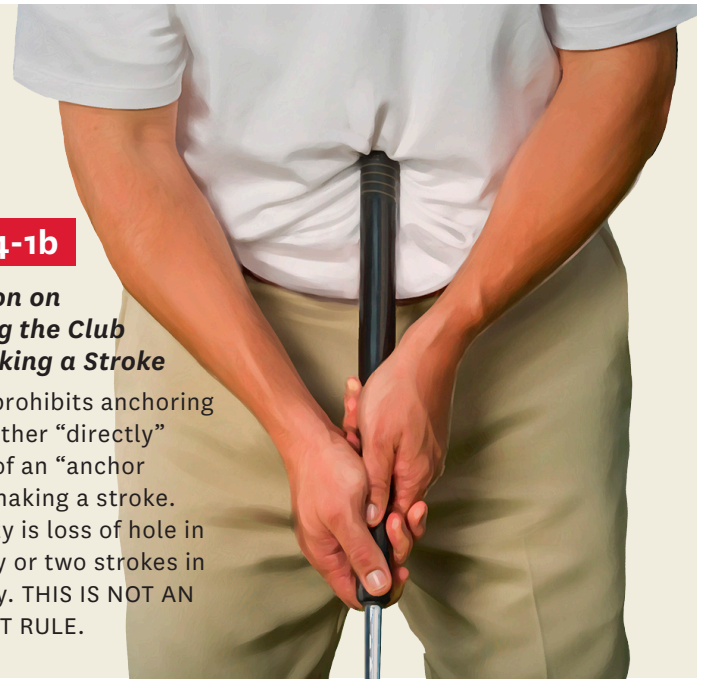 4-1b
on on
g the Club
king a Stroke
prohibits anchoring
ther “directly”
of an “anchor
making a stroke.
y is loss of hole in
y or two strokes in
y. THIS IS NOT AN
T RULE.